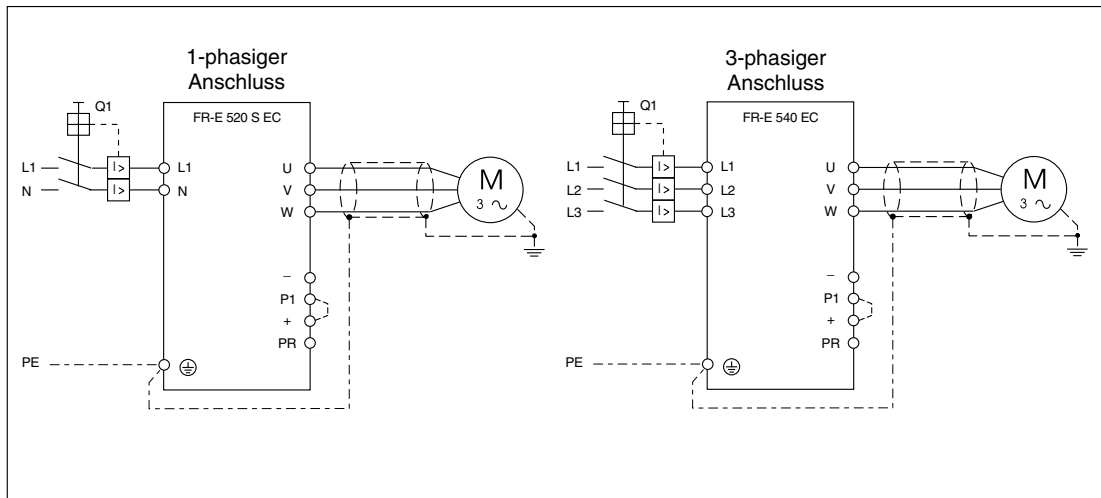 1-phasiger
Anschluss
Q1
FR-E 520 S EC
L1
I>
L1
N
I>
N
U
V
W
M
3 ~
–
P1
+
PR
PE
3-phasiger
Anschluss
Q1
FR-E 540 EC
L1
I>
L1
L2
I>
L2
L3
I>
L3
U
V
W
M
3 ~
–
P1
+
PR
PE